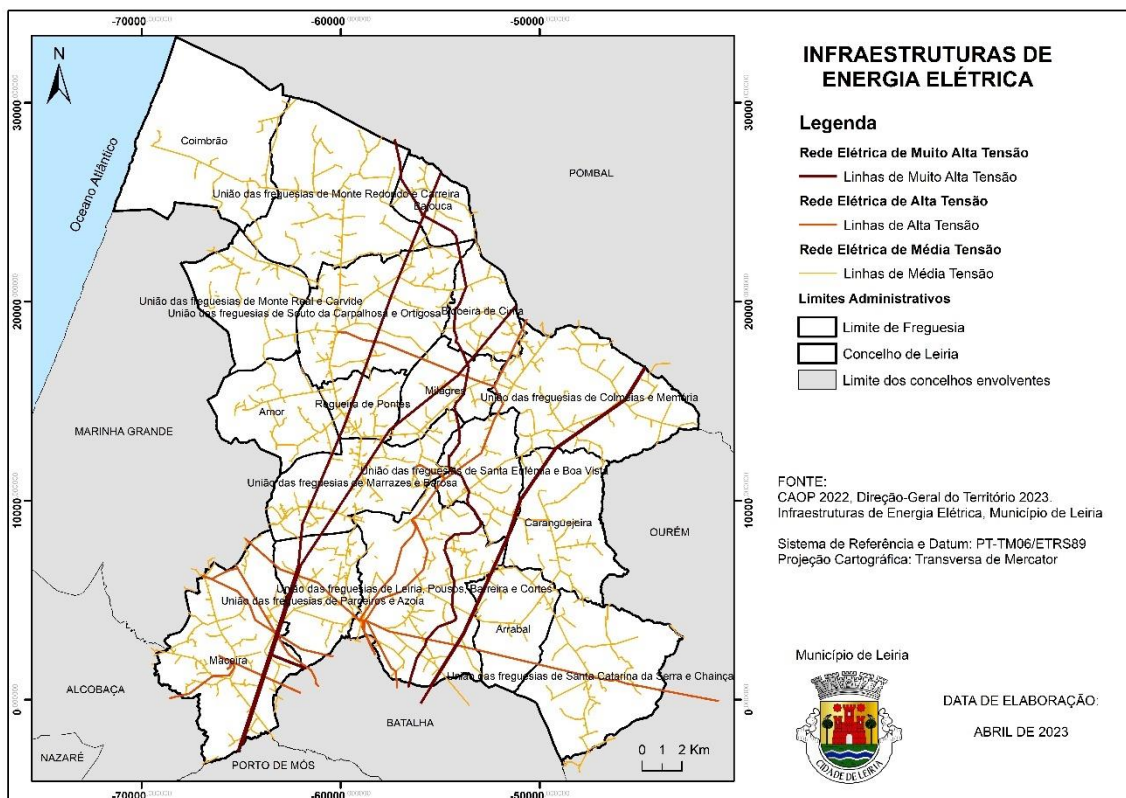 -70000
-60000
-50000
30000
20000
10000
0
30000
20000
10000
0
-70000
-60000
-50000
N
Oceano Atlântico
Coimbrão
POMBAL
União das freguesias de Monte Redondo e Carreira
Bajouca
União das freguesias de Monte Real e Carvide
União das freguesias de Souto da Carpalhosa e Ortigosa
Bidoeira de Cima
Milagres
União das freguesias de Colmeias e Memória
Regueira de Pontes
Amor
MARINHA GRANDE
União das freguesias de Santa Eufémia e Boa Vista
União das freguesias de Marrazes e Barosa
Caranguejeira
OURÉM
União das freguesias de Leiria, Pousos, Barreira e Cortes
União das freguesias de Parceiros e Azoia
Arrabal
Maceira
União das freguesias de Santa Catarina da Serra e Chainça
ALCOBAÇA
BATALHA
NAZARÉ
PORTO DE MÓS
0 1 2 Km
INFRAESTRUTURAS DE
ENERGIA ELÉTRICA
Legenda
Rede Elétrica de Muito Alta Tensão
Linhas de Muito Alta Tensão
Rede Elétrica de Alta Tensão
Linhas de Alta Tensão
Rede Elétrica de Média Tensão
Linhas de Média Tensão
Limites Administrativos
Limite de Freguesia
Concelho de Leiria
Limite dos concelhos envolventes
FONTE:
CAOP 2022, Direção-Geral do Território 2023.
Infraestruturas de Energia Elétrica, Município de Leiria
Sistema de Referência e Datum: PT-TM06/ETRS89
Projeção Cartográfica: Transversa de Mercator
Município de Leiria
CIDADE DE LEIRIA
DATA DE ELABORAÇÃO:
ABRIL DE 2023